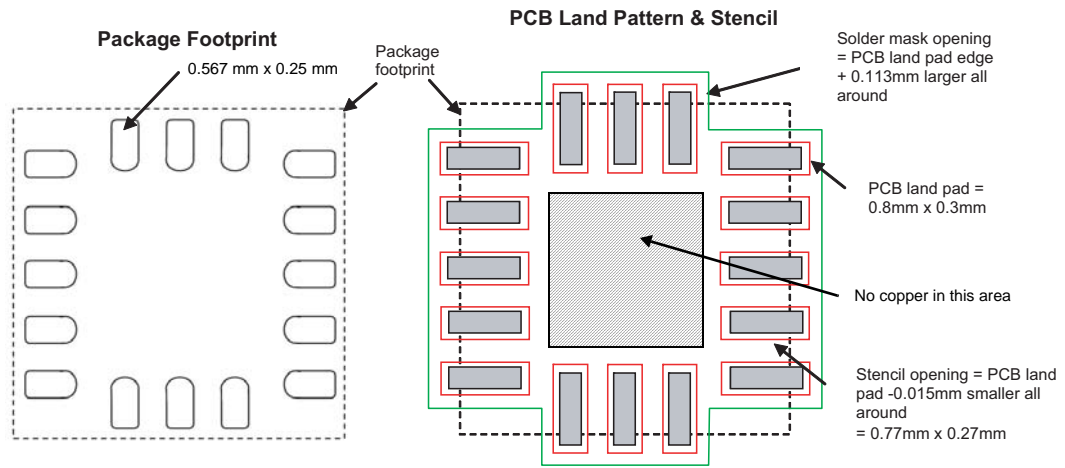 PCB Land Pattern & Stencil
Package Footprint
0.567 mm x 0.25 mm
Package
footprint
Solder mask opening
= PCB land pad edge
+ 0.113mm larger all
around
PCB land pad =
0.8mm x 0.3mm
No copper in this area
Stencil opening = PCB land
pad -0.015mm smaller all
around
= 0.77mm x 0.27mm